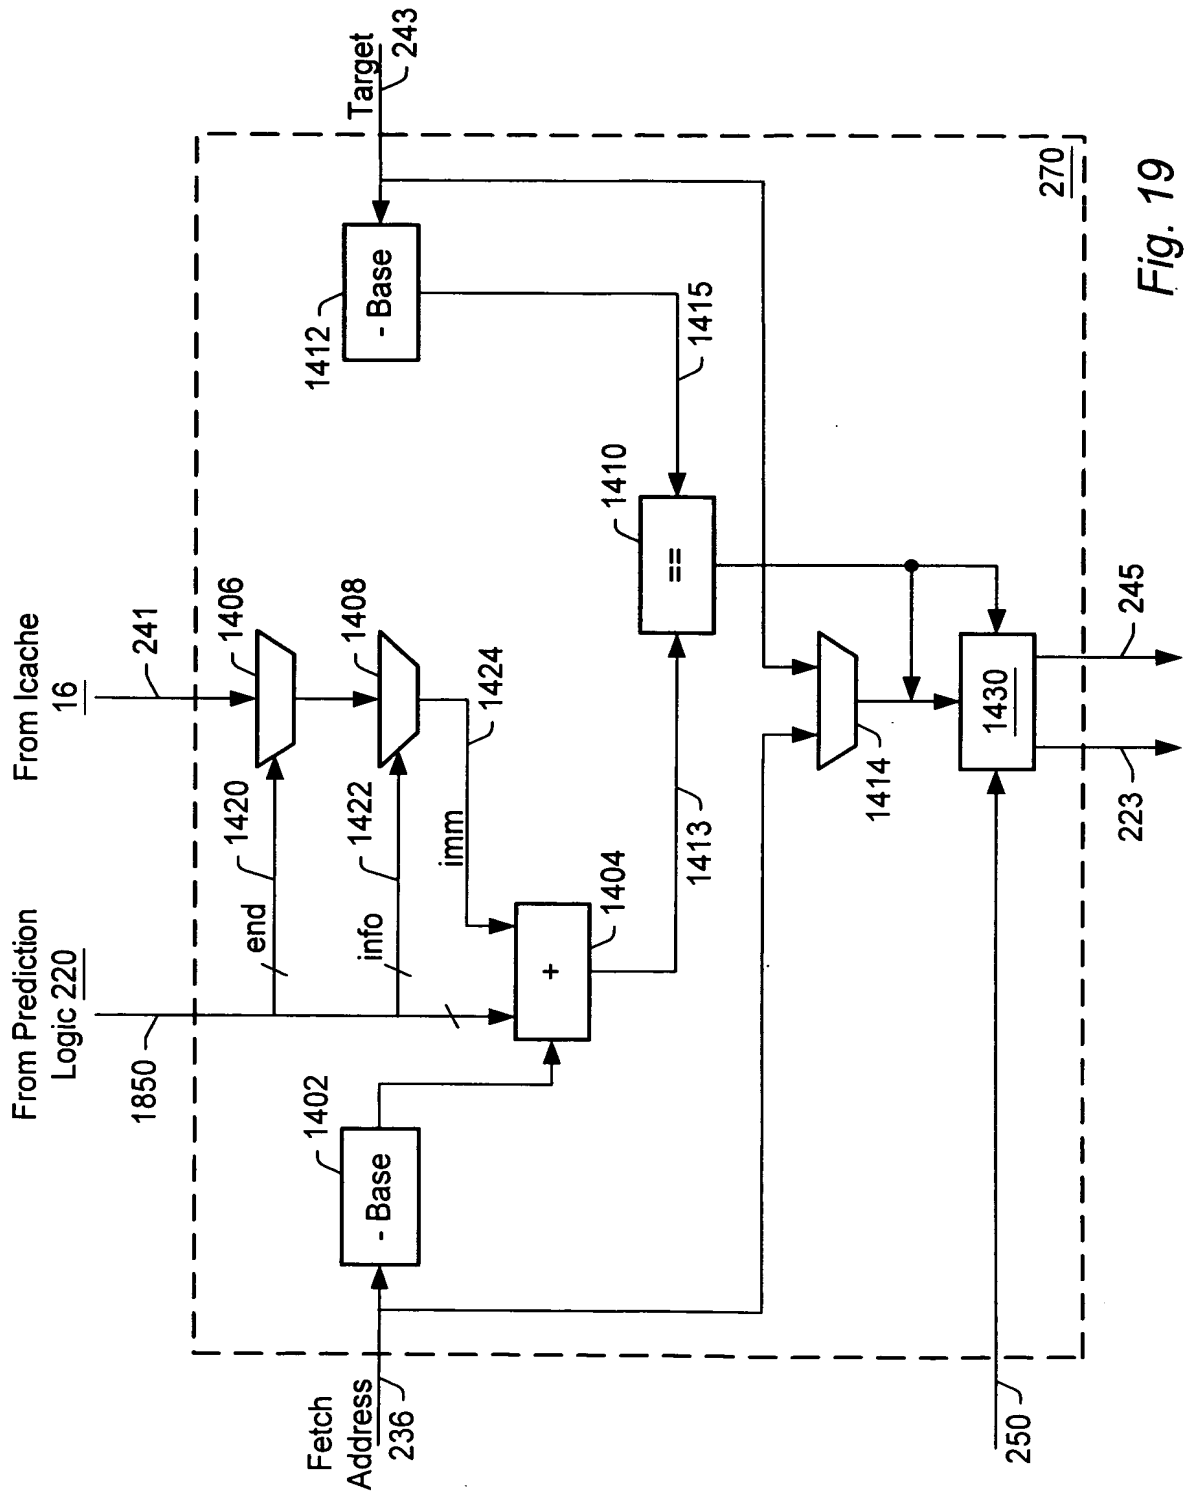 From Prediction
Logic 220
From Icache
16
1850
241
1420
1406
end
1422
1408
info
imm
1424
Fetch
Address
236
- Base
1402
+
1404
1413
==
1410
1415
- Base
1412
Target
243
1414
1430
250
223
245
270
Fig. 19